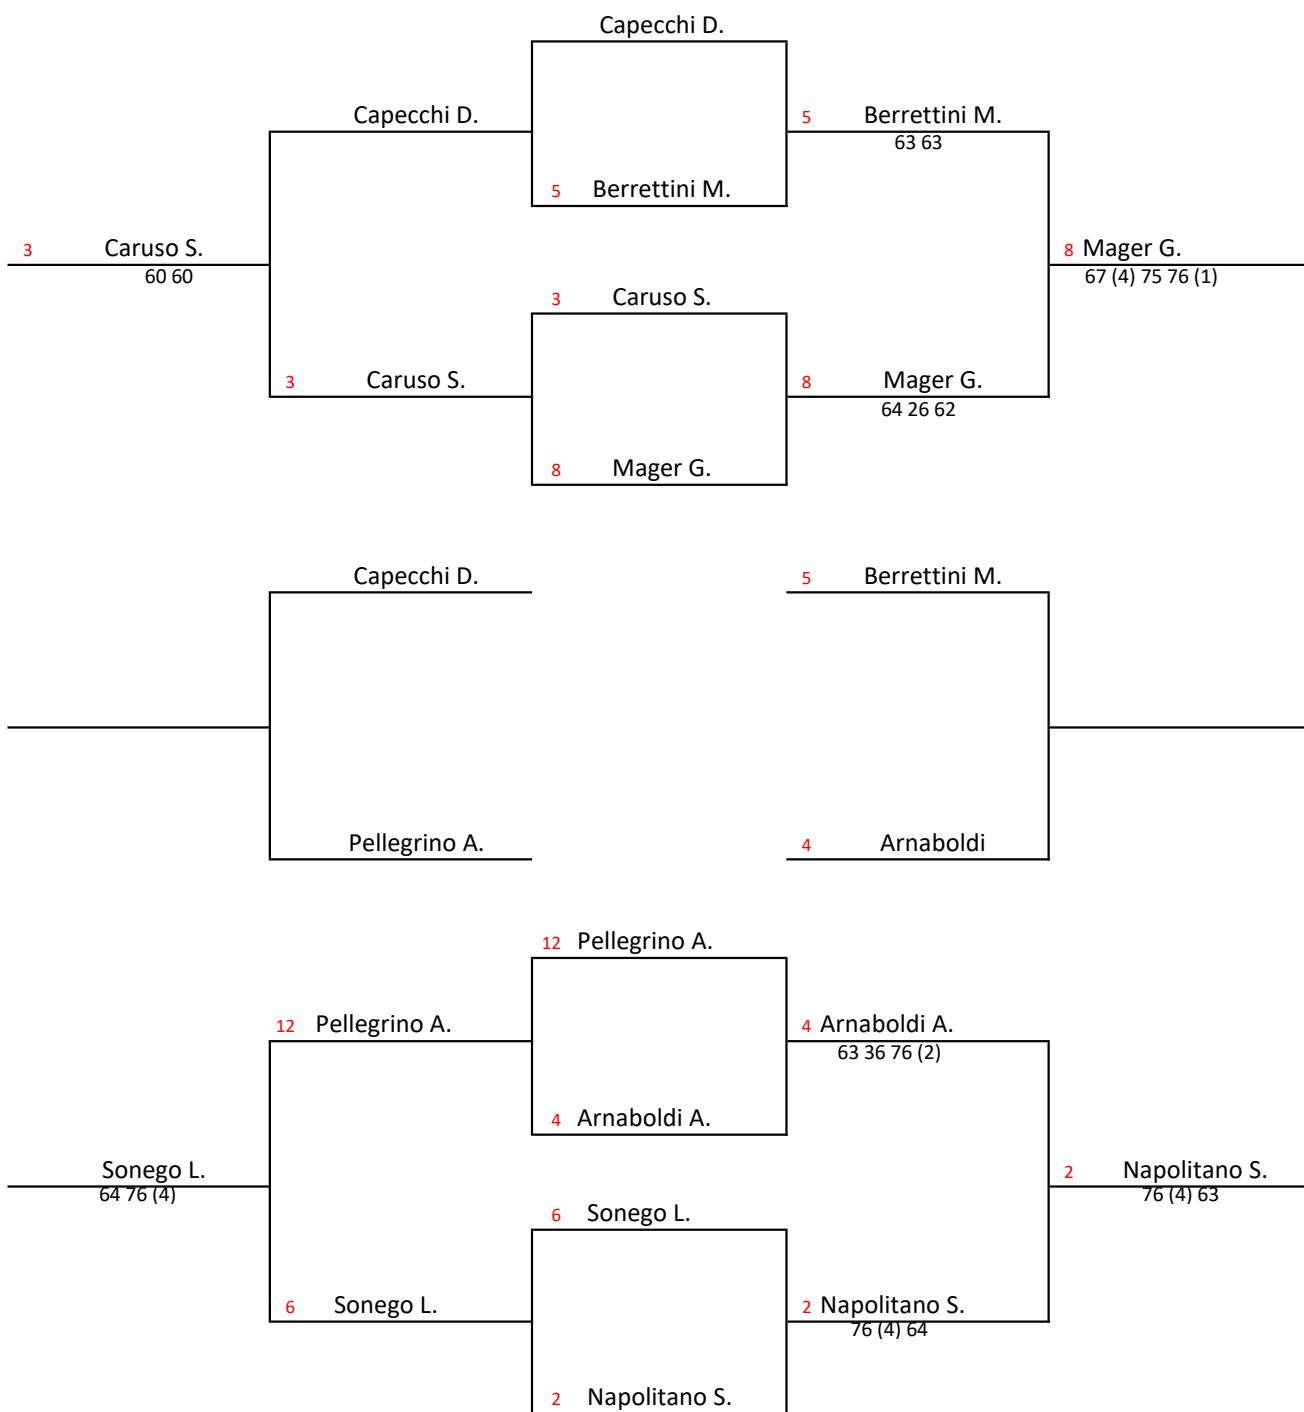 Capecchi D.
Capecchi D.
5 Berrettini M.
63 63
5 Berrettini M.
3 Caruso S.
60 60
8 Mager G.
67 (4) 75 76 (1)
3 Caruso S.
3 Caruso S.
8 Mager G.
64 26 62
8 Mager G.
Capecchi D.
5 Berrettini M.
Pellegrino A.
4 Arnaboldi
12 Pellegrino A.
12 Pellegrino A.
4 Arnaboldi A.
63 36 76 (2)
4 Arnaboldi A.
Sonego L.
64 76 (4)
2 Napolitano S.
76 (4) 63
6 Sonego L.
6 Sonego L.
2 Napolitano S.
76 (4) 64
2 Napolitano S.